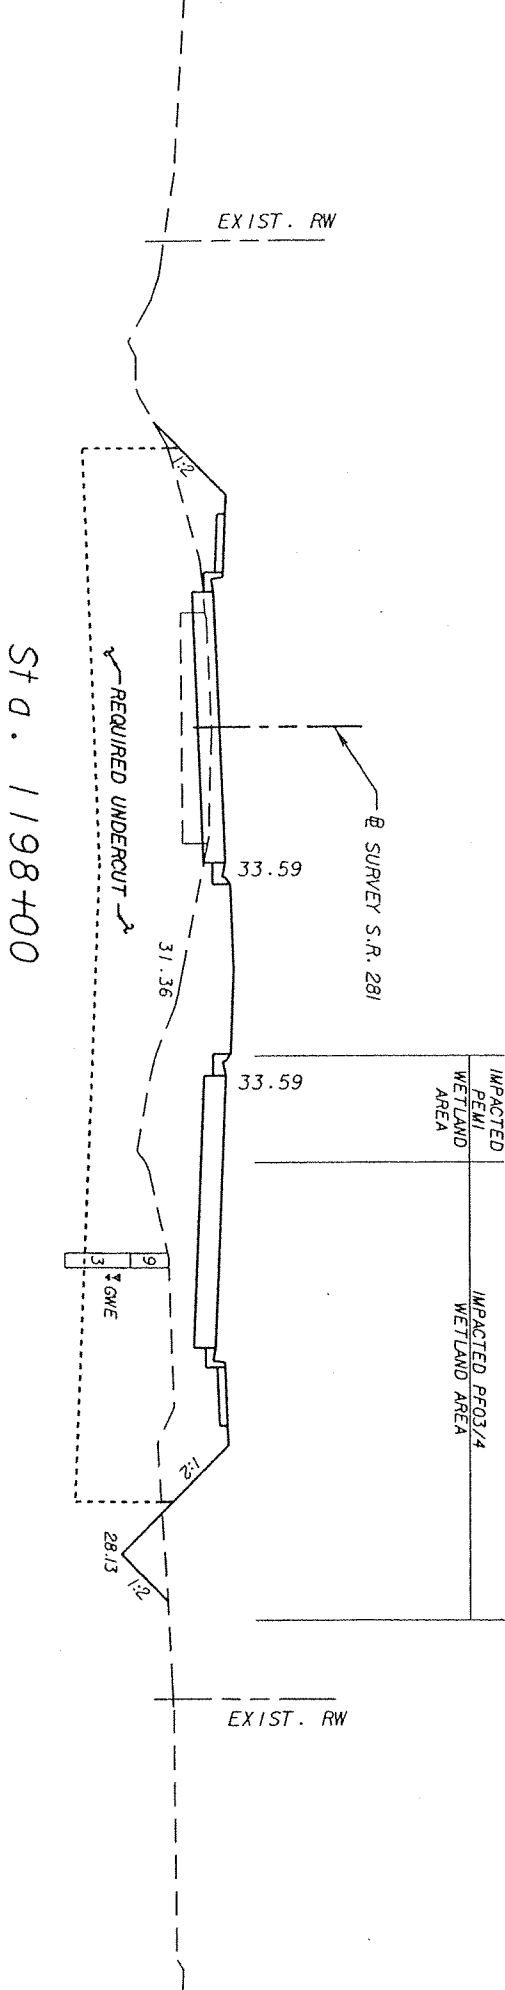 EXIST. RW
1:2
REQUIRED UNDERCUT
Sta. 1198+00
33.59
31.36
33.59
℄ SURVEY S.R. 281
IMPACTED
PEM1
WETLAND
AREA
IMPACTED PFO3/4
WETLAND AREA
9
3
GWE
1:2
28.13
1:2
EXIST. RW